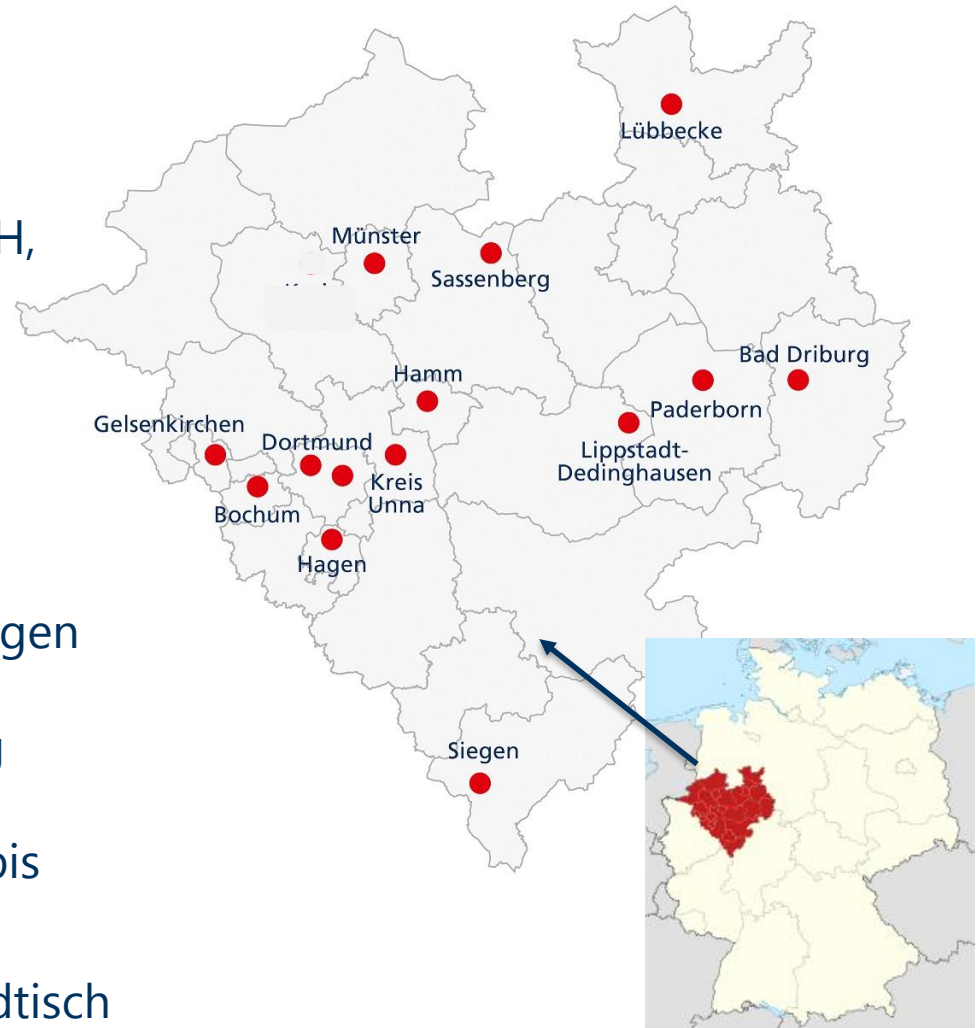 Lübbecke
H,
Münster
Sassenberg
Bad Driburg
Hamm
Paderborn
Gelsenkirchen
Dortmund
Lippstadt-
Dedinghausen
Kreis
Unna
Bochum
Hagen
gen
Siegen
bis
dtisch